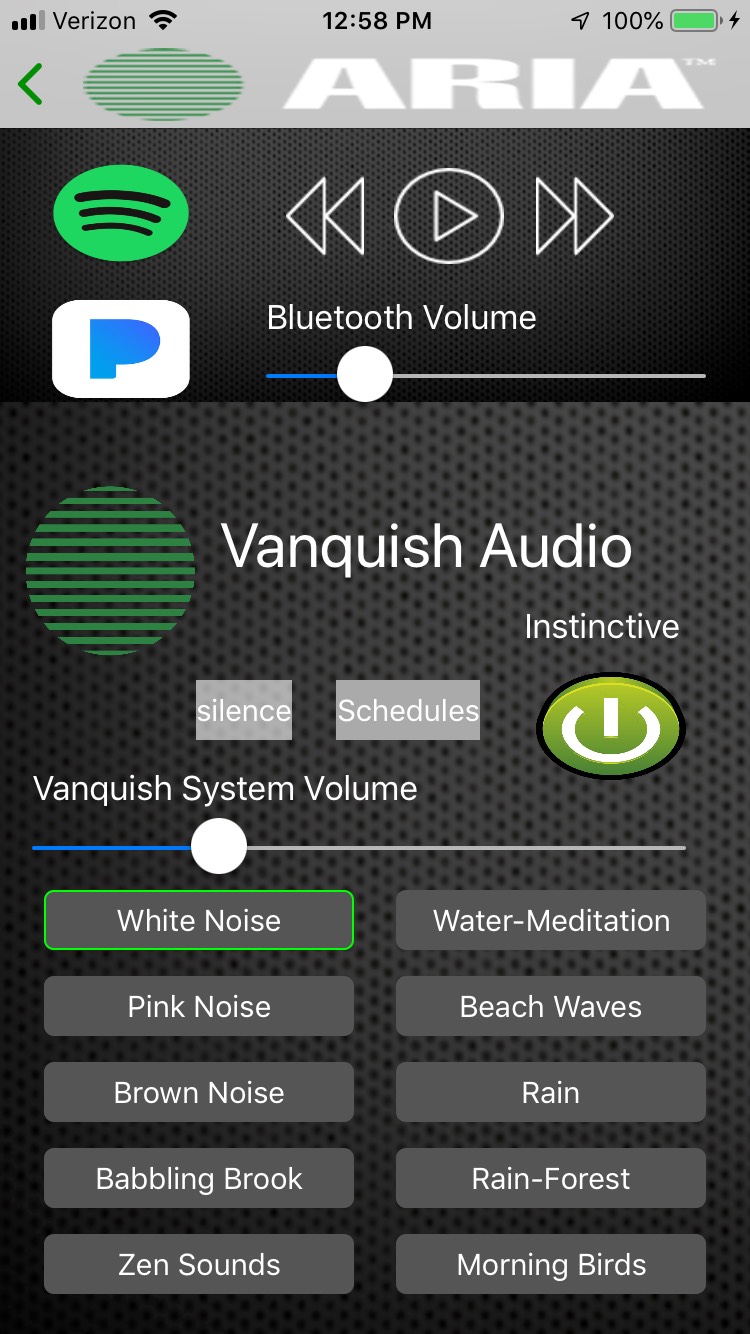 Verizon 12:58 PM 100%
ARIA™
Bluetooth Volume
Vanquish Audio
Instinctive
silence Schedules
Vanquish System Volume
White Noise Water-Meditation
Pink Noise Beach Waves
Brown Noise Rain
Babbling Brook Rain-Forest
Zen Sounds Morning Birds